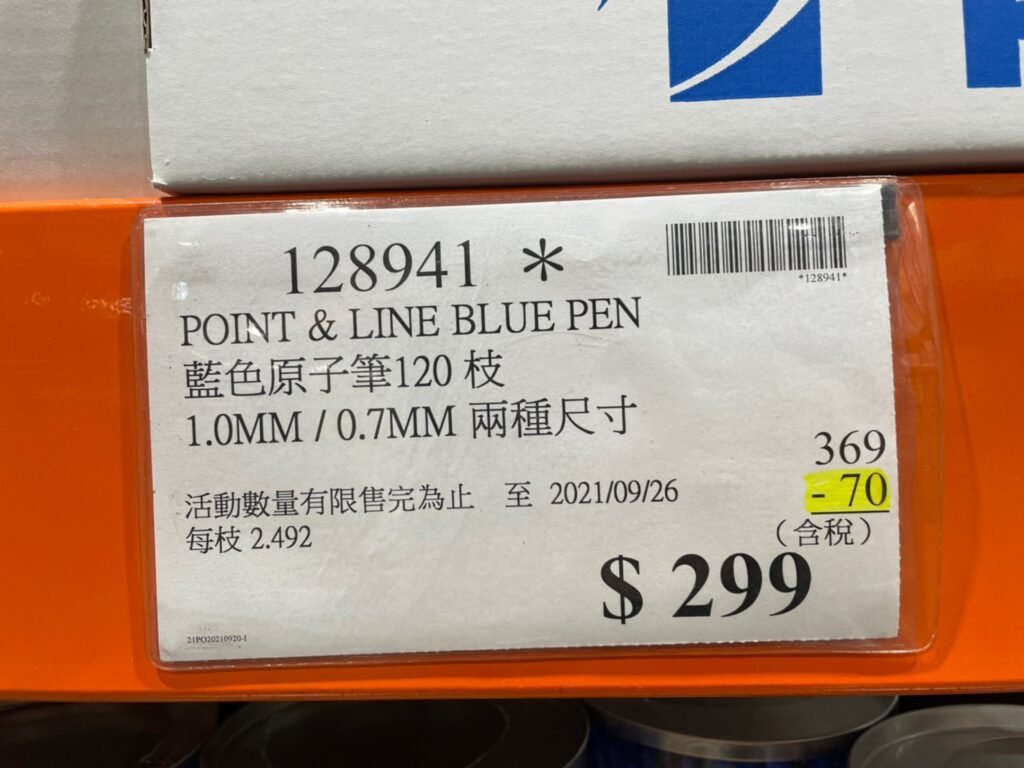 128941 *
*128941*
POINT & LINE BLUE PEN
藍色原子筆120 枝
1.0MM / 0.7MM 兩種尺寸
369
- 70
活動數量有限售完為止 至 2021/09/26
每枝 2.492
（含稅）
$ 299
21PO20210920-1